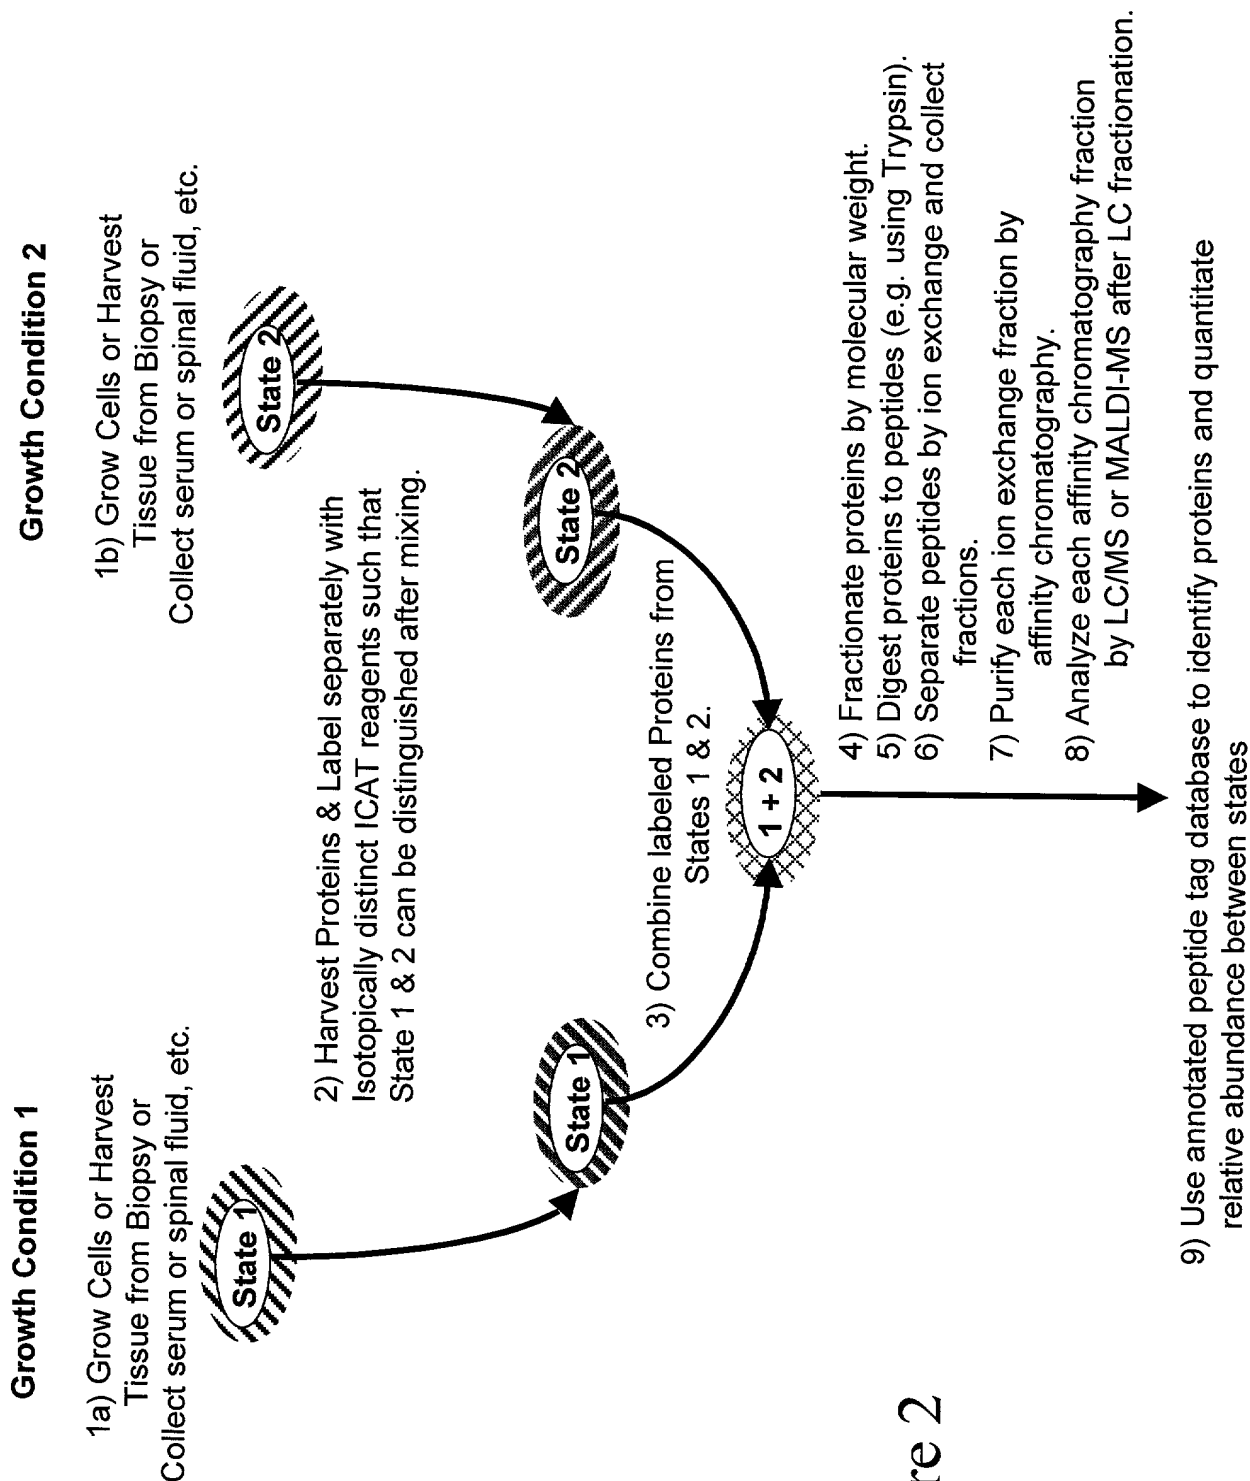 Growth Condition 1
Growth Condition 2
1a) Grow Cells or Harvest
Tissue from Biopsy or
Collect serum or spinal fluid, etc.
1b) Grow Cells or Harvest
Tissue from Biopsy or
Collect serum or spinal fluid, etc.
State 1
State 2
2) Harvest Proteins & Label separately with
Isotopically distinct ICAT reagents such that
State 1 & 2 can be distinguished after mixing.
State 1
State 2
3) Combine labeled Proteins from
States 1 & 2.
1 + 2
4) Fractionate proteins by molecular weight.
5) Digest proteins to peptides (e.g. using Trypsin).
6) Separate peptides by ion exchange and collect
fractions.
7) Purify each ion exchange fraction by
affinity chromatography.
8) Analyze each affinity chromatography fraction
by LC/MS or MALDI-MS after LC fractionation.
9) Use annotated peptide tag database to identify proteins and quantitate
relative abundance between states
re 2